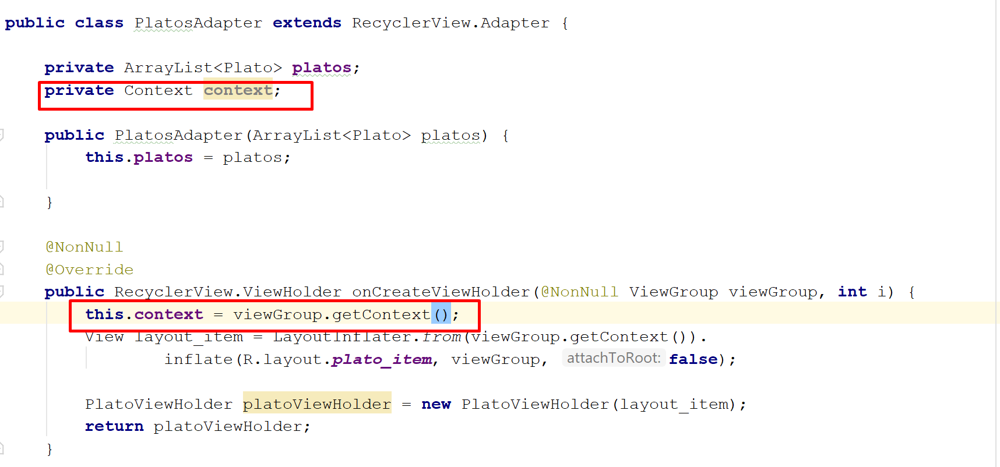 public class PlatosAdapter extends RecyclerView.Adapter {
private ArrayList<Plato> platos;
private Context context;
public PlatosAdapter(ArrayList<Plato> platos) {
this.platos = platos;
}
@NonNull
@Override
public RecyclerView.ViewHolder onCreateViewHolder(@NonNull ViewGroup viewGroup, int i) {
this.context = viewGroup.getContext();
View layout_item = LayoutInflater.from(viewGroup.getContext()).
inflate(R.layout.plato_item, viewGroup, attachToRoot: false);
PlatoViewHolder platoViewHolder = new PlatoViewHolder(layout_item);
return platoViewHolder;
}